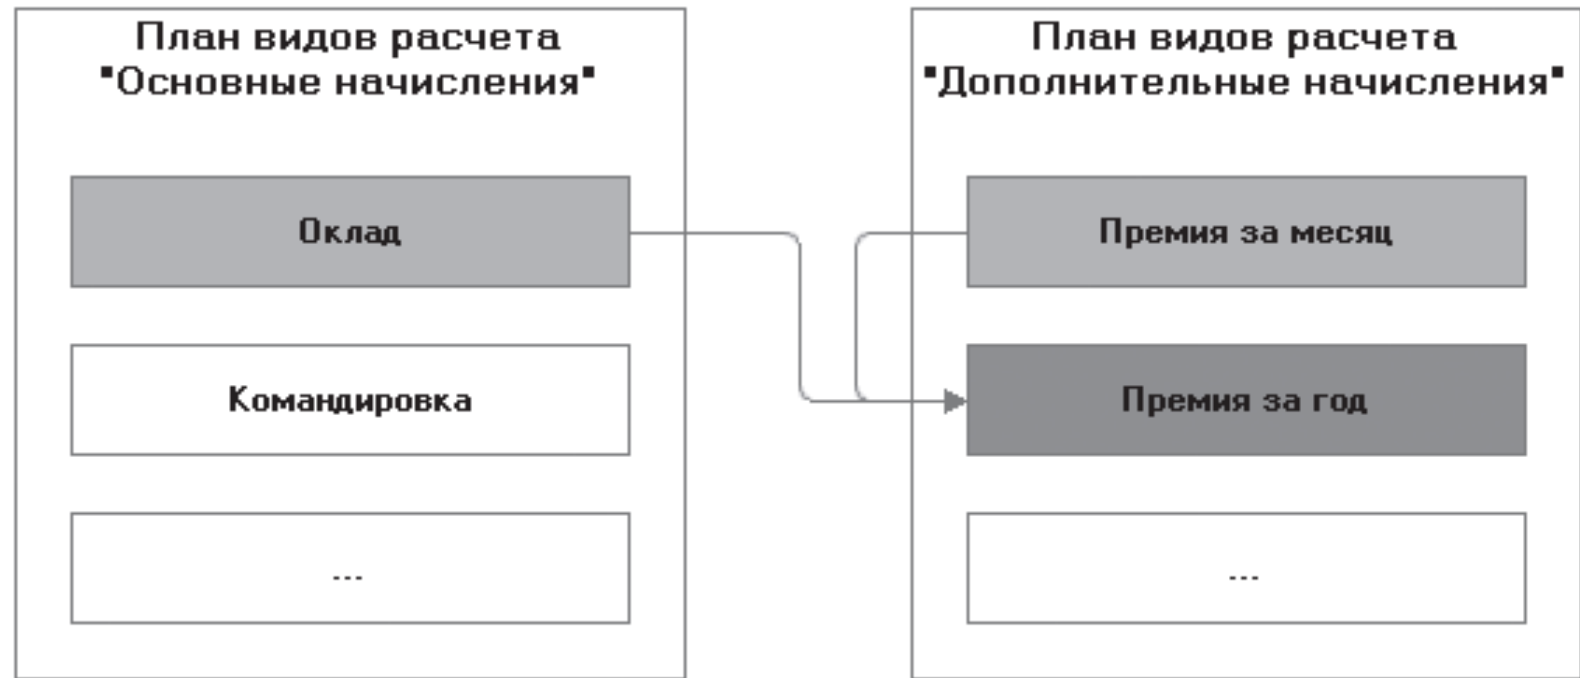 План видов расчета
"Основные начисления"
Оклад
Командировка
...
План видов расчета
"Дополнительные начисления"
Премия за месяц
Премия за год
...